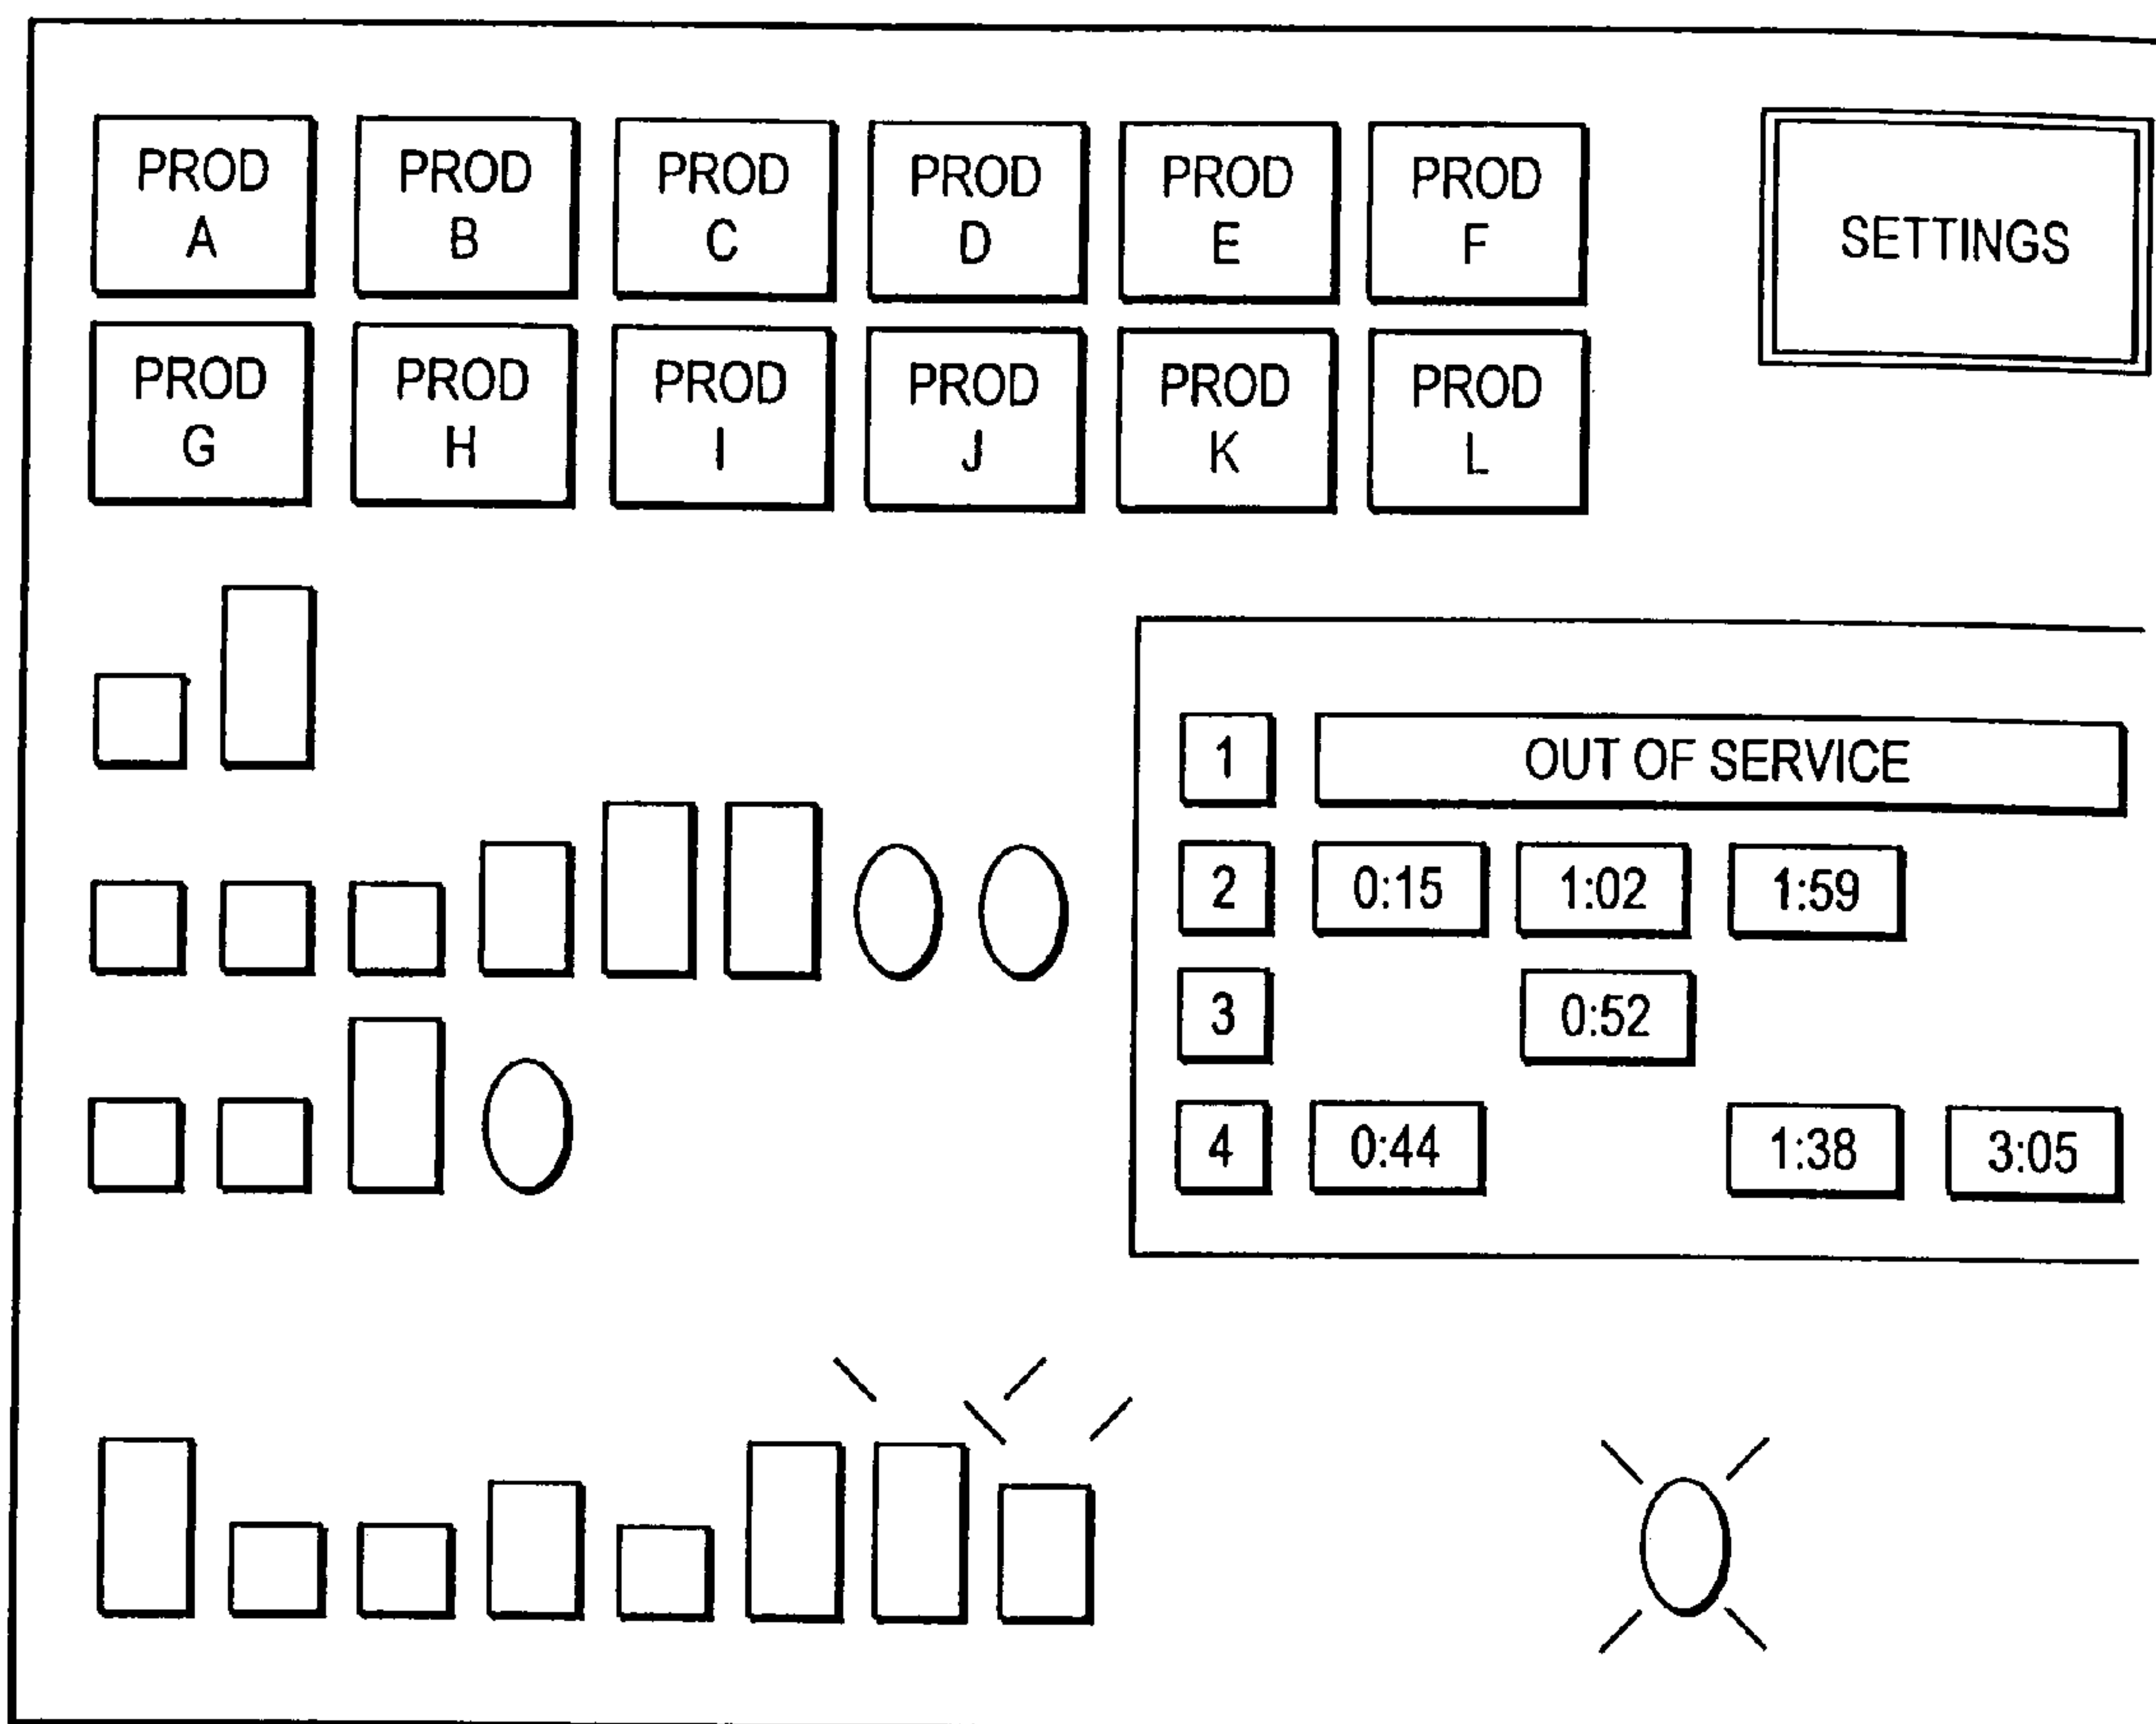 PROD
A
PROD
B
PROD
C
PROD
D
PROD
E
PROD
F
SETTINGS
PROD
G
PROD
H
PROD
I
PROD
J
PROD
K
PROD
L
1
OUT OF SERVICE
2
0:15
1:02
1:59
3
0:52
4
0:44
1:38
3:05